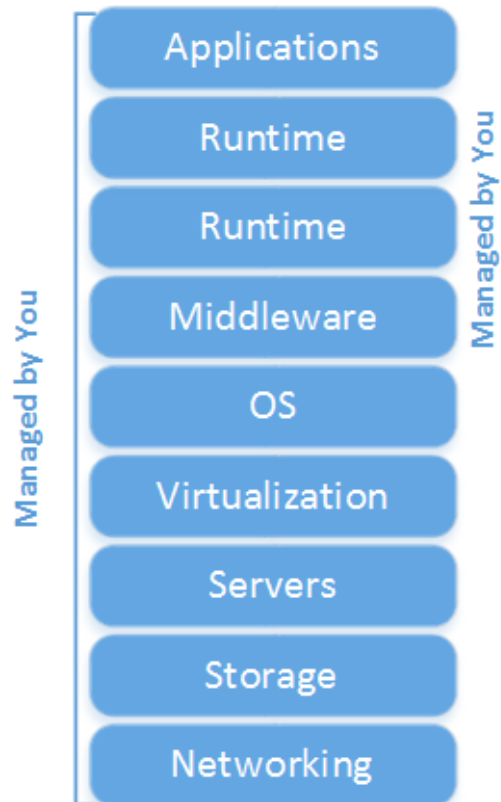 Applications
Runtime
Runtime
Middleware
OS
Virtualization
Servers
Storage
Networking
Managed by You
Managed by You